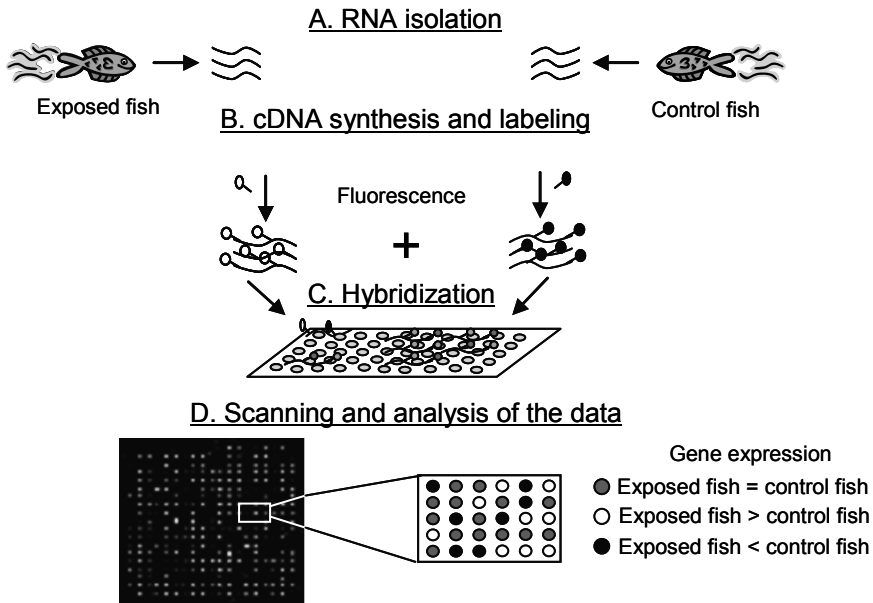 A. RNA isolation
Exposed fish
Control fish
B. cDNA synthesis and labeling
Fluorescence
+
C. Hybridization
D. Scanning and analysis of the data
Gene expression
Exposed fish = control fish
Exposed fish > control fish
Exposed fish < control fish